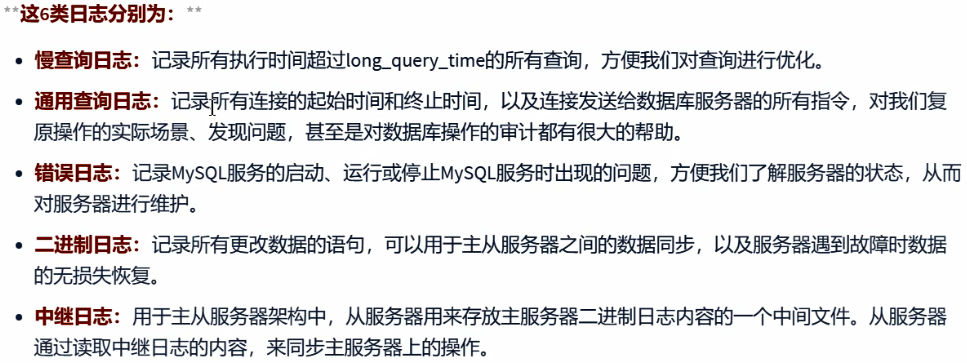 **这6类日志分别为：**
• 慢查询日志：记录所有执行时间超过long_query_time的所有查询，方便我们对查询进行优化。
• 通用查询日志：记录所有连接的起始时间和终止时间，以及连接发送给数据库服务器的所有指令，对我们复
原操作的实际场景、发现问题，甚至是对数据库操作的审计都有很大的帮助。
• 错误日志：记录MySQL服务的启动、运行或停止MySQL服务时出现的问题，方便我们了解服务器的状态，从而
对服务器进行维护。
• 二进制日志：记录所有更改数据的语句，可以用于主从服务器之间的数据同步，以及服务器遇到故障时数据
的无损失恢复。
• 中继日志：用于主从服务器架构中，从服务器用来存放主服务器二进制日志内容的一个中间文件。从服务器
通过读取中继日志的内容，来同步主服务器上的操作。